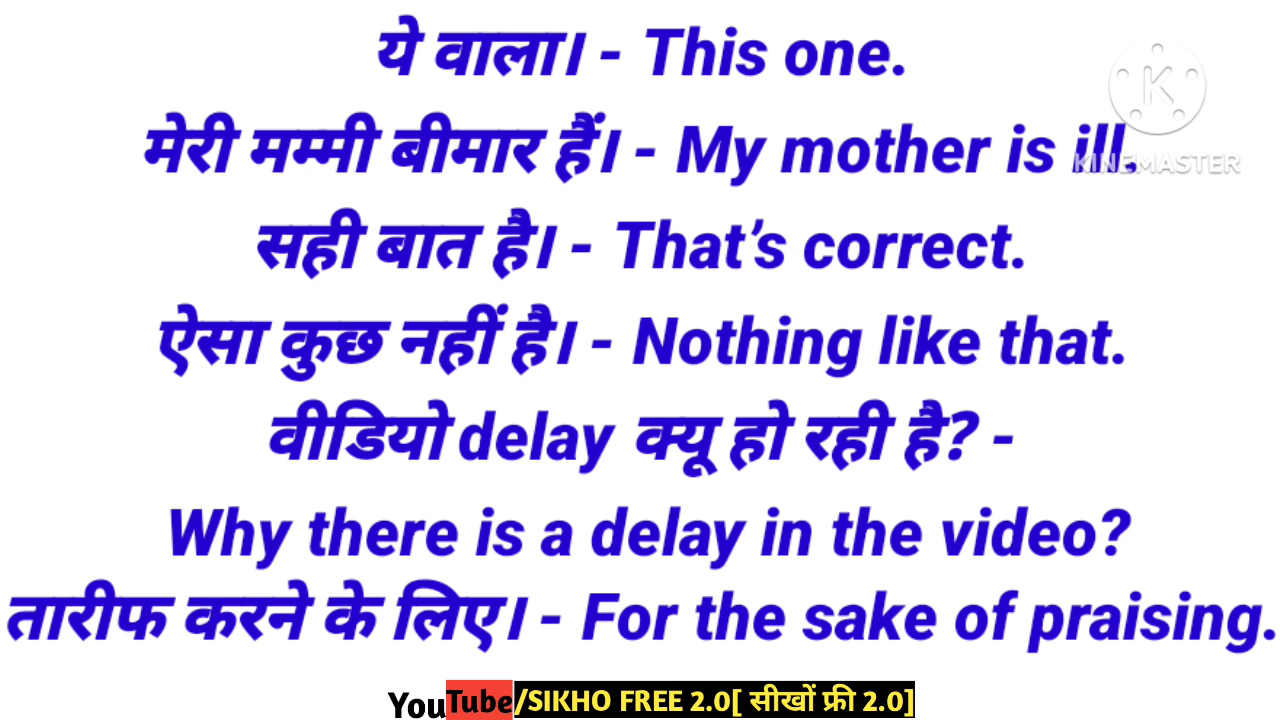 ये वाला। - This one.
मेरी मम्मी बीमार हैं। - My mother is ill.
KINEMASTER
सही बात है। - That's correct.
ऐसा कुछ नहीं है। - Nothing like that.
वीडियो delay क्यू हो रही है? -
Why there is a delay in the video?
तारीफ करने के लिए। - For the sake of praising.
YouTube/SIKHO FREE 2.0[ सीखों फ्री 2.0]